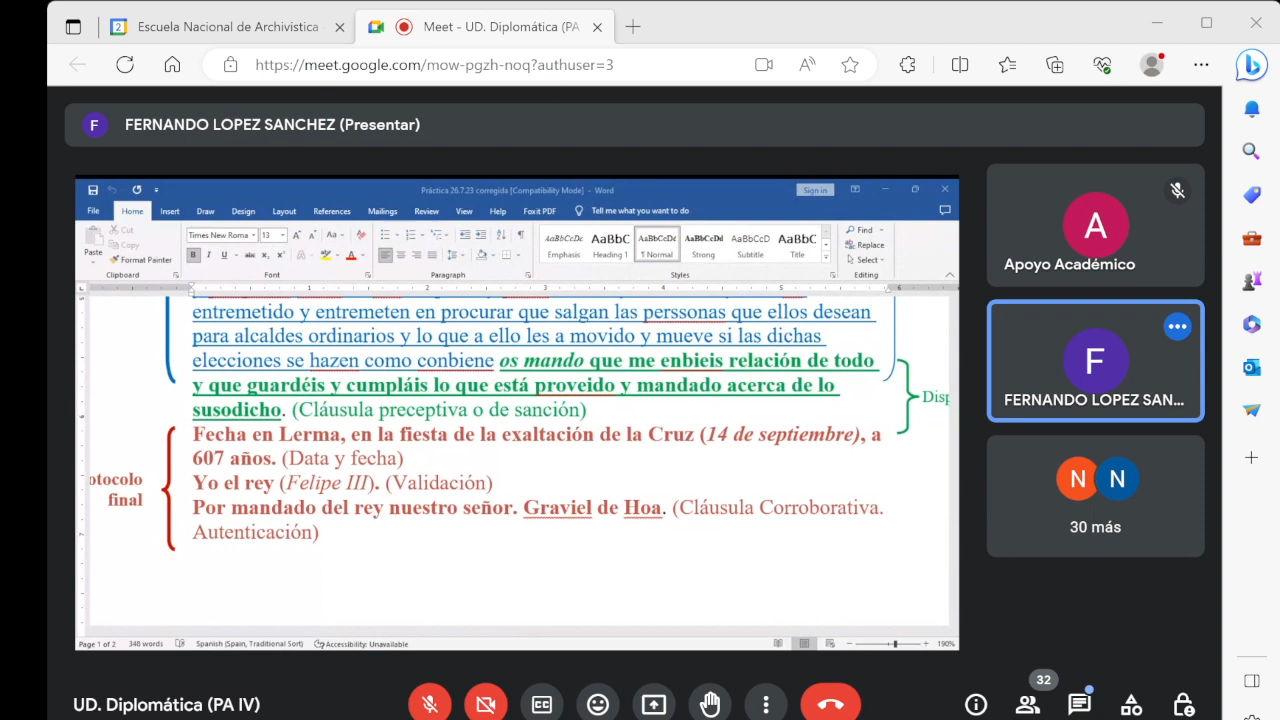 Escuela Nacional de Archivística
Meet - UD. Diplomática (PA
https://meet.google.com/mow-pgzh-noq?authuser=3
F FERNANDO LOPEZ SANCHEZ (Presentar)
Práctica 26.7.23 corregida [Compatibility Mode] - Word
Sign in
File Home Insert Draw Design Layout References Mailings Review View Help Foxit PDF Tell me what you want to do
Paste
Cut
Copy
Format Painter
Times New Roma 13
AaBbCcDc AaBbC AaBbCcDd AaBbCcDd AaBbCcD AaBbC
Emphasis Heading 1 ¶ Normal Strong Subtitle Title
Find
Replace
Select
Clipboard Font Paragraph Styles Editing
1 2 3 4 5 6
entremetido y entremeten en procurar que salgan las perssonas que ellos desean
para alcaldes ordinarios y lo que a ello les a movido y mueve si las dichas
elecciones se hazen como conbiene os mando que me enbieis relación de todo
y que guardéis y cumpláis lo que está proveido y mandado acerca de lo
susodicho. (Cláusula preceptiva o de sanción)
Disp
Fecha en Lerma, en la fiesta de la exaltación de la Cruz (14 de septiembre), a
607 años. (Data y fecha)
Yo el rey (Felipe III). (Validación)
Por mandado del rey nuestro señor. Graviel de Hoa. (Cláusula Corroborativa.
Autenticación)
otocolo
final
Page 1 of 2 348 words Spanish (Spain, Traditional Sort) Accessibility: Unavailable 190%
A
Apoyo Académico
F
FERNANDO LOPEZ SAN...
N N
30 más
UD. Diplomática (PA IV)
32